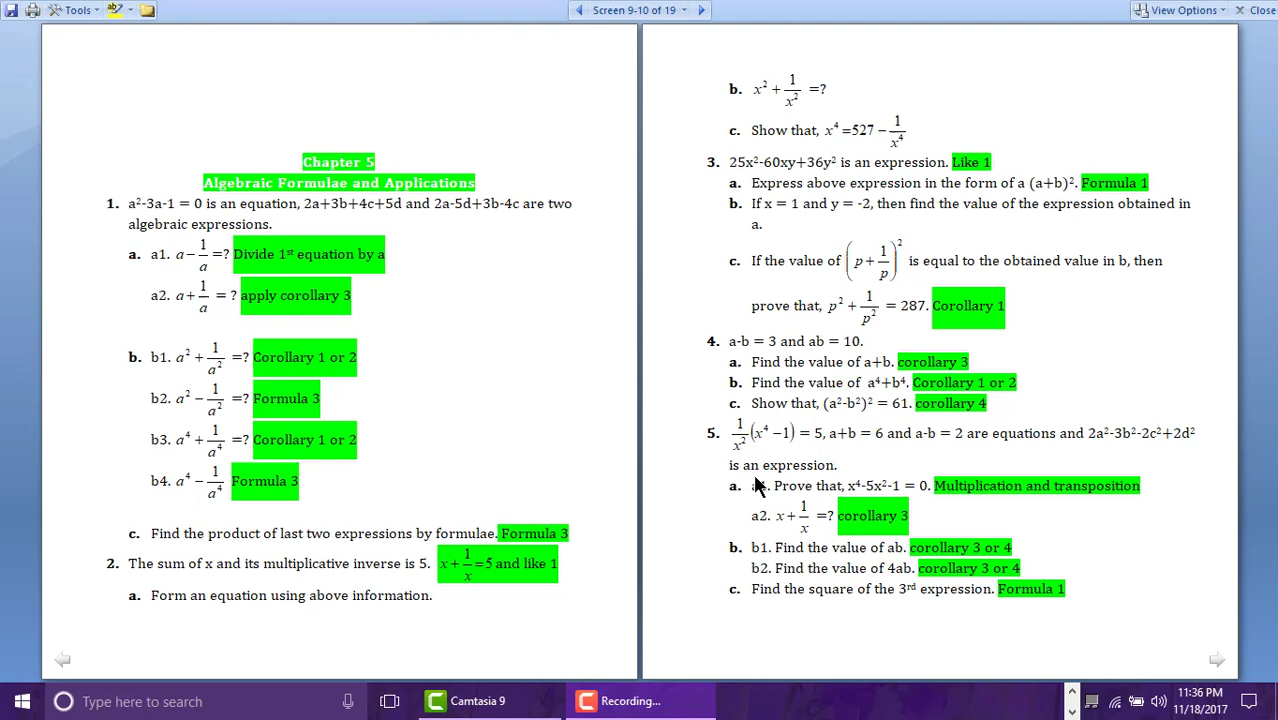 Tools
Screen 9-10 of 19
View Options
Close
Chapter 5
Algebraic Formulae and Applications
1. a²-3a-1 = 0 is an equation, 2a+3b+4c+5d and 2a-5d+3b-4c are two
algebraic expressions.
a. a1. a − 1/a =? Divide 1st equation by a
a2. a + 1/a = ? apply corollary 3
b. b1. a² + 1/a² =? Corollary 1 or 2
b2. a² − 1/a² =? Formula 3
b3. a⁴ + 1/a⁴ =? Corollary 1 or 2
b4. a⁴ − 1/a⁴ Formula 3
c. Find the product of last two expressions by formulae. Formula 3
2. The sum of x and its multiplicative inverse is 5. x + 1/x = 5 and like 1
a. Form an equation using above information.
b. x² + 1/x² =?
c. Show that, x⁴ =527 − 1/x⁴
3. 25x²-60xy+36y² is an expression. Like 1
a. Express above expression in the form of a (a+b)². Formula 1
b. If x = 1 and y = -2, then find the value of the expression obtained in
a.
c. If the value of (p + 1/p)² is equal to the obtained value in b, then
prove that, p² + 1/p² = 287. Corollary 1
4. a-b = 3 and ab = 10.
a. Find the value of a+b. corollary 3
b. Find the value of a⁴+b⁴. Corollary 1 or 2
c. Show that, (a²-b²)² = 61. corollary 4
5. 1/x² (x⁴ − 1) = 5, a+b = 6 and a-b = 2 are equations and 2a²-3b²-2c²+2d²
is an expression.
a. Prove that, x⁴-5x²-1 = 0. Multiplication and transposition
a2. x + 1/x =? corollary 3
b. b1. Find the value of ab. corollary 3 or 4
b2. Find the value of 4ab. corollary 3 or 4
c. Find the square of the 3rd expression. Formula 1
Type here to search
Camtasia 9
Recording...
11:36 PM
11/18/2017